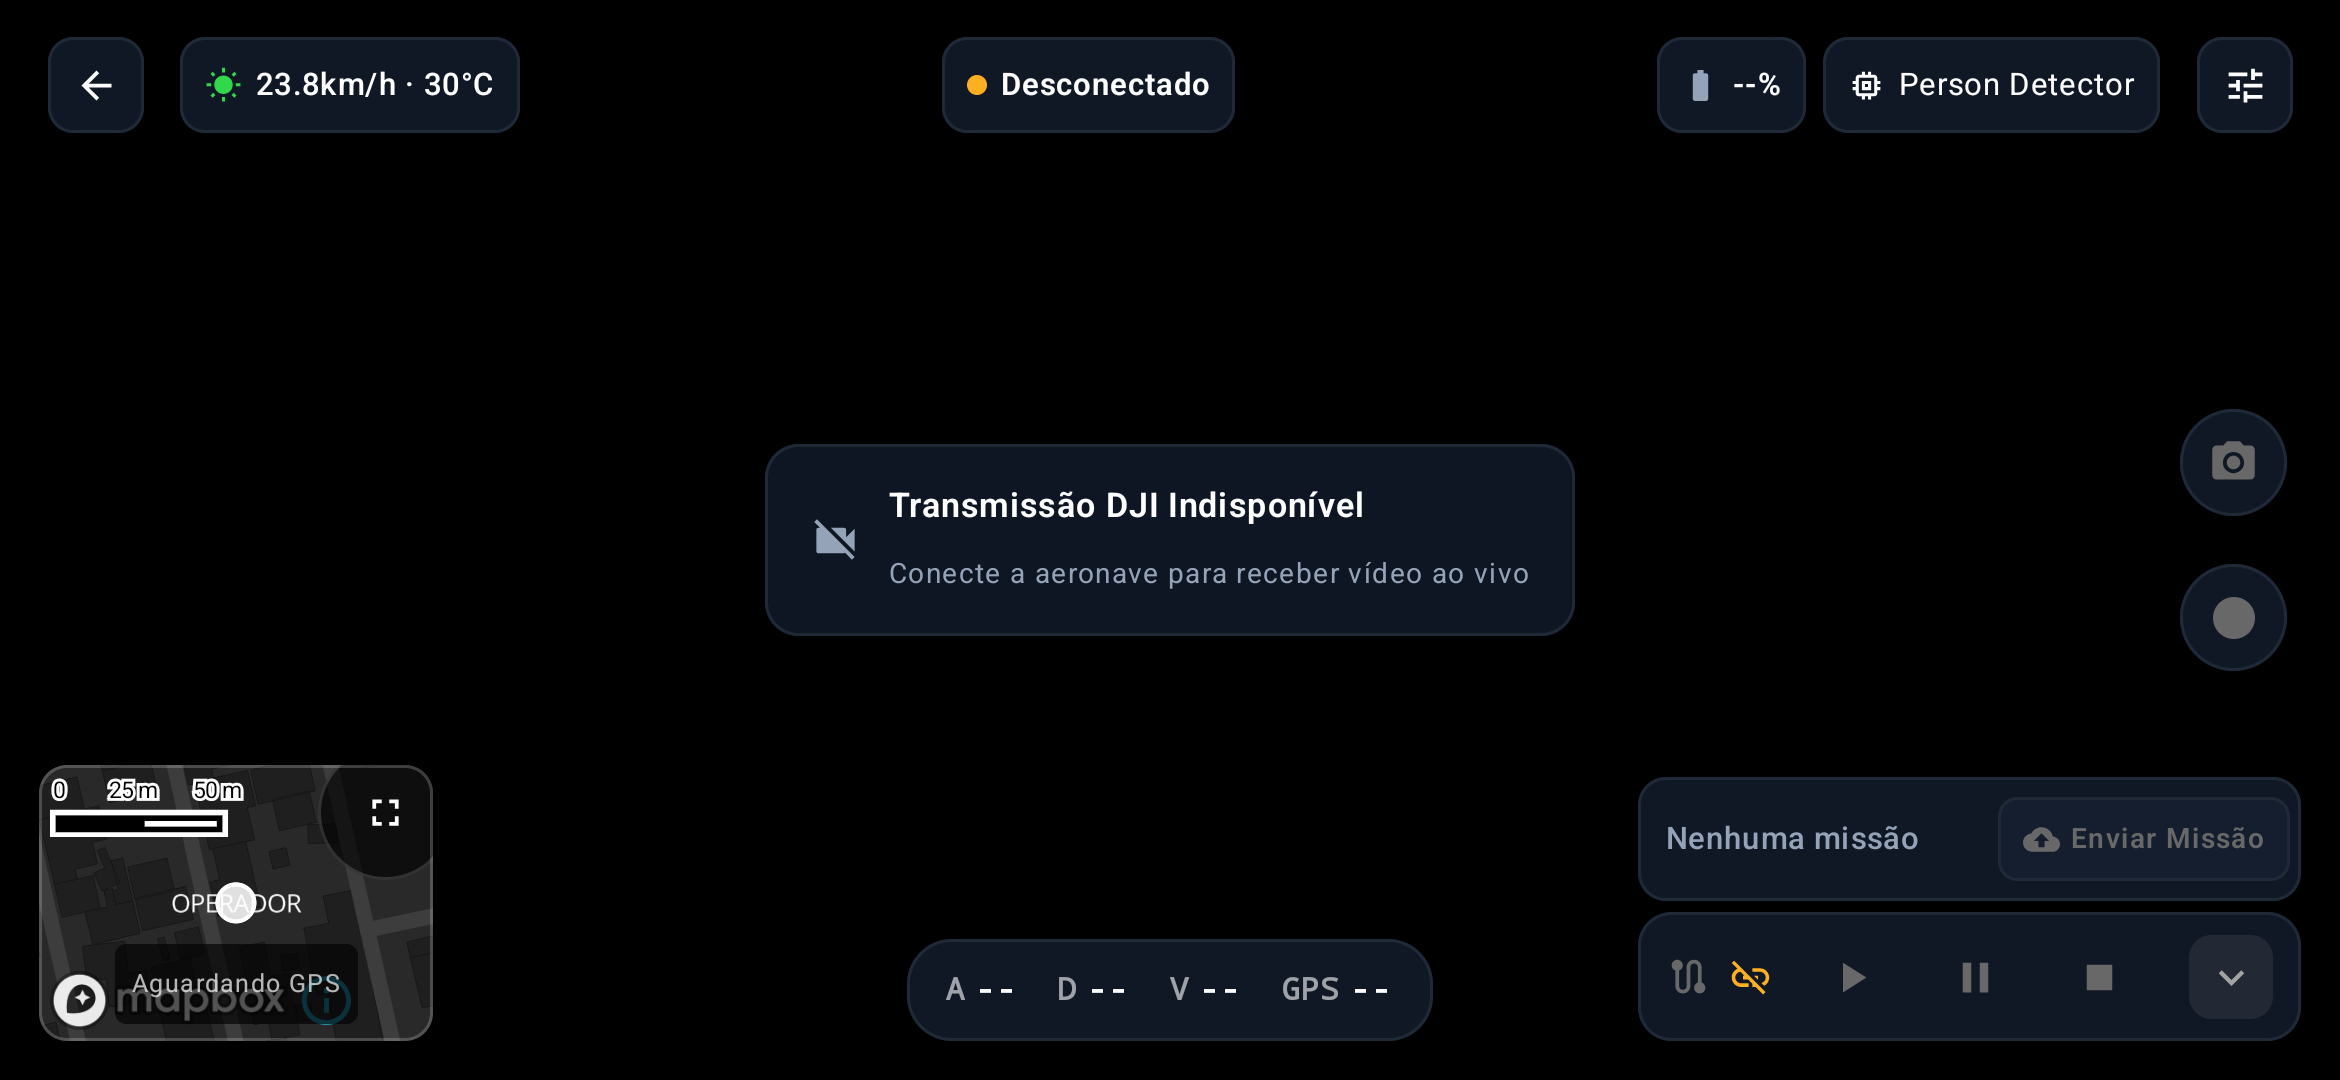 23.8km/h · 30°C
Desconectado
--%
Person Detector
Transmissão DJI Indisponível
Conecte a aeronave para receber vídeo ao vivo
0 25m 50m
OPERADOR
Aguardando GPS
mapbox
A -- D -- V -- GPS --
Nenhuma missão
Enviar Missão